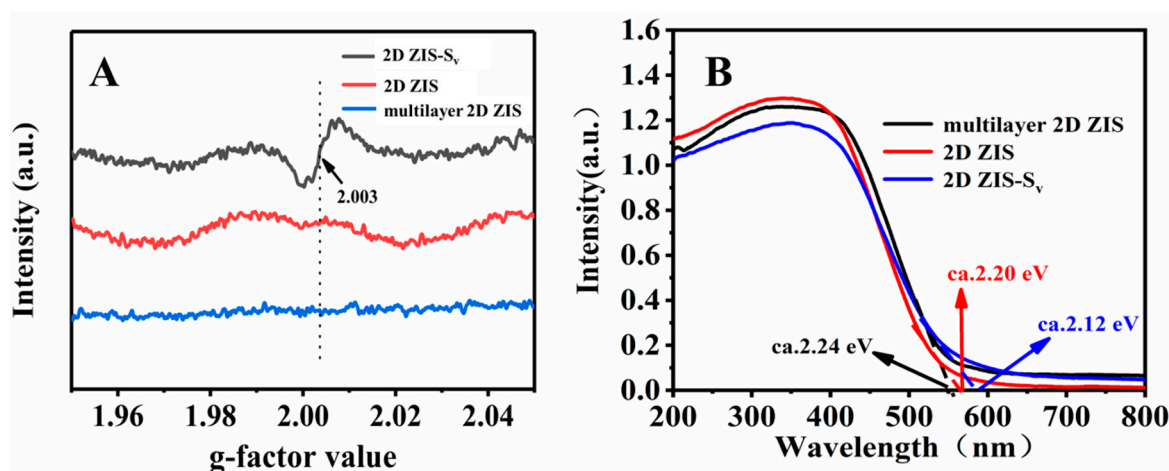 A
2D ZIS-Sv
2D ZIS
multilayer 2D ZIS
2.003
Intensity (a.u.)
1.96 1.98 2.00 2.02 2.04
g-factor value
B
multilayer 2D ZIS
2D ZIS
2D ZIS-Sv
ca.2.20 eV
ca.2.12 eV
ca.2.24 eV
Intensity(a.u.)
1.6
1.4
1.2
1.0
0.8
0.6
0.4
0.2
0.0
200 300 400 500 600 700 800
Wavelength（nm）